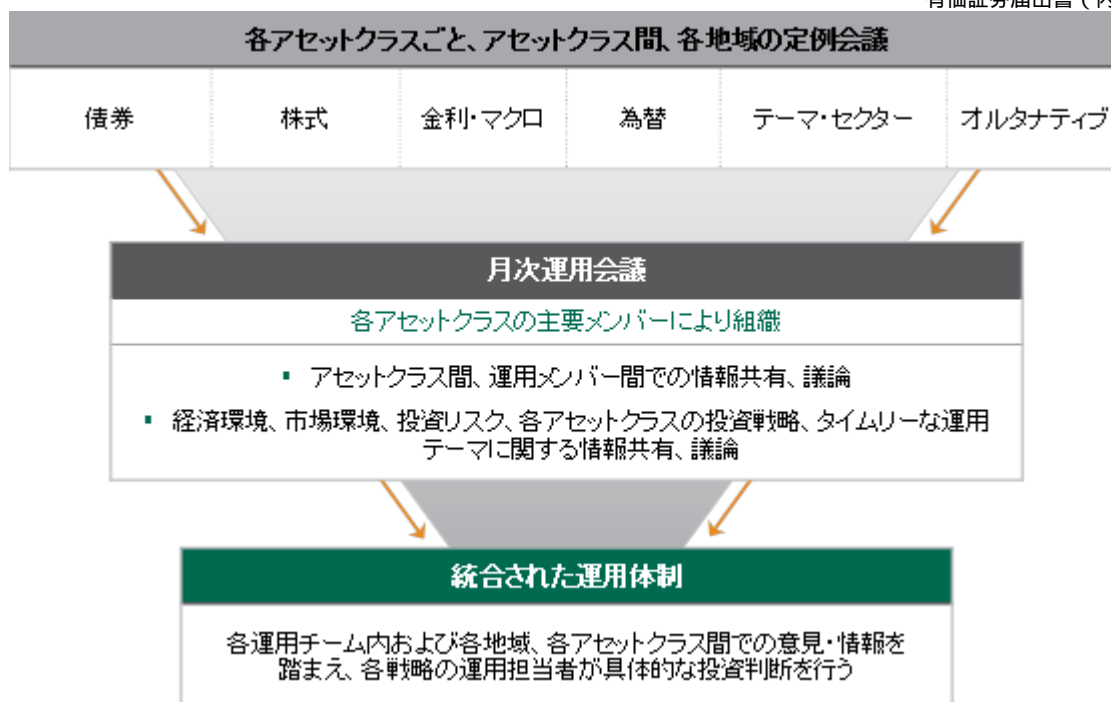 有価証券届出書(内
各アセットクラスごと、アセットクラス間、各地域の定例会議
債券 株式 金利・マクロ 為替 テーマ・セクター オルタナティブ
月次運用会議
各アセットクラスの主要メンバーにより組織
▪ アセットクラス間、運用メンバー間での情報共有、議論
▪ 経済環境、市場環境、投資リスク、各アセットクラスの投資戦略、タイムリーな運用
テーマに関する情報共有、議論
統合された運用体制
各運用チーム内および各地域、各アセットクラス間での意見・情報を
踏まえ、各戦略の運用担当者が具体的な投資判断を行う